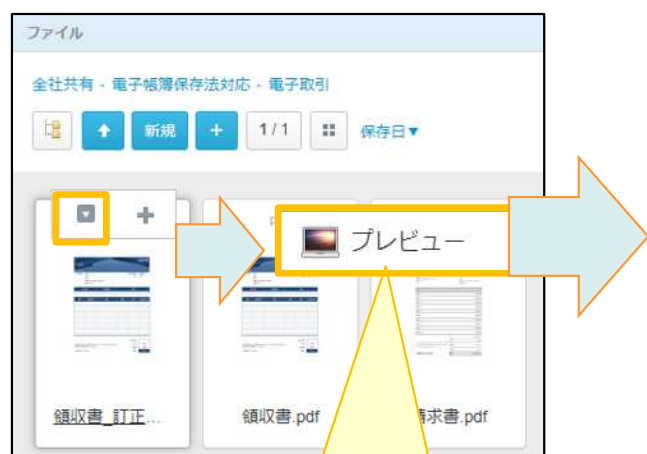 ファイル
全社共有 - 電子帳簿保存法対応 - 電子取引
新規
1 / 1
保存日▼
プレビュー
領収書_訂正...
領収書.pdf
求書.pdf